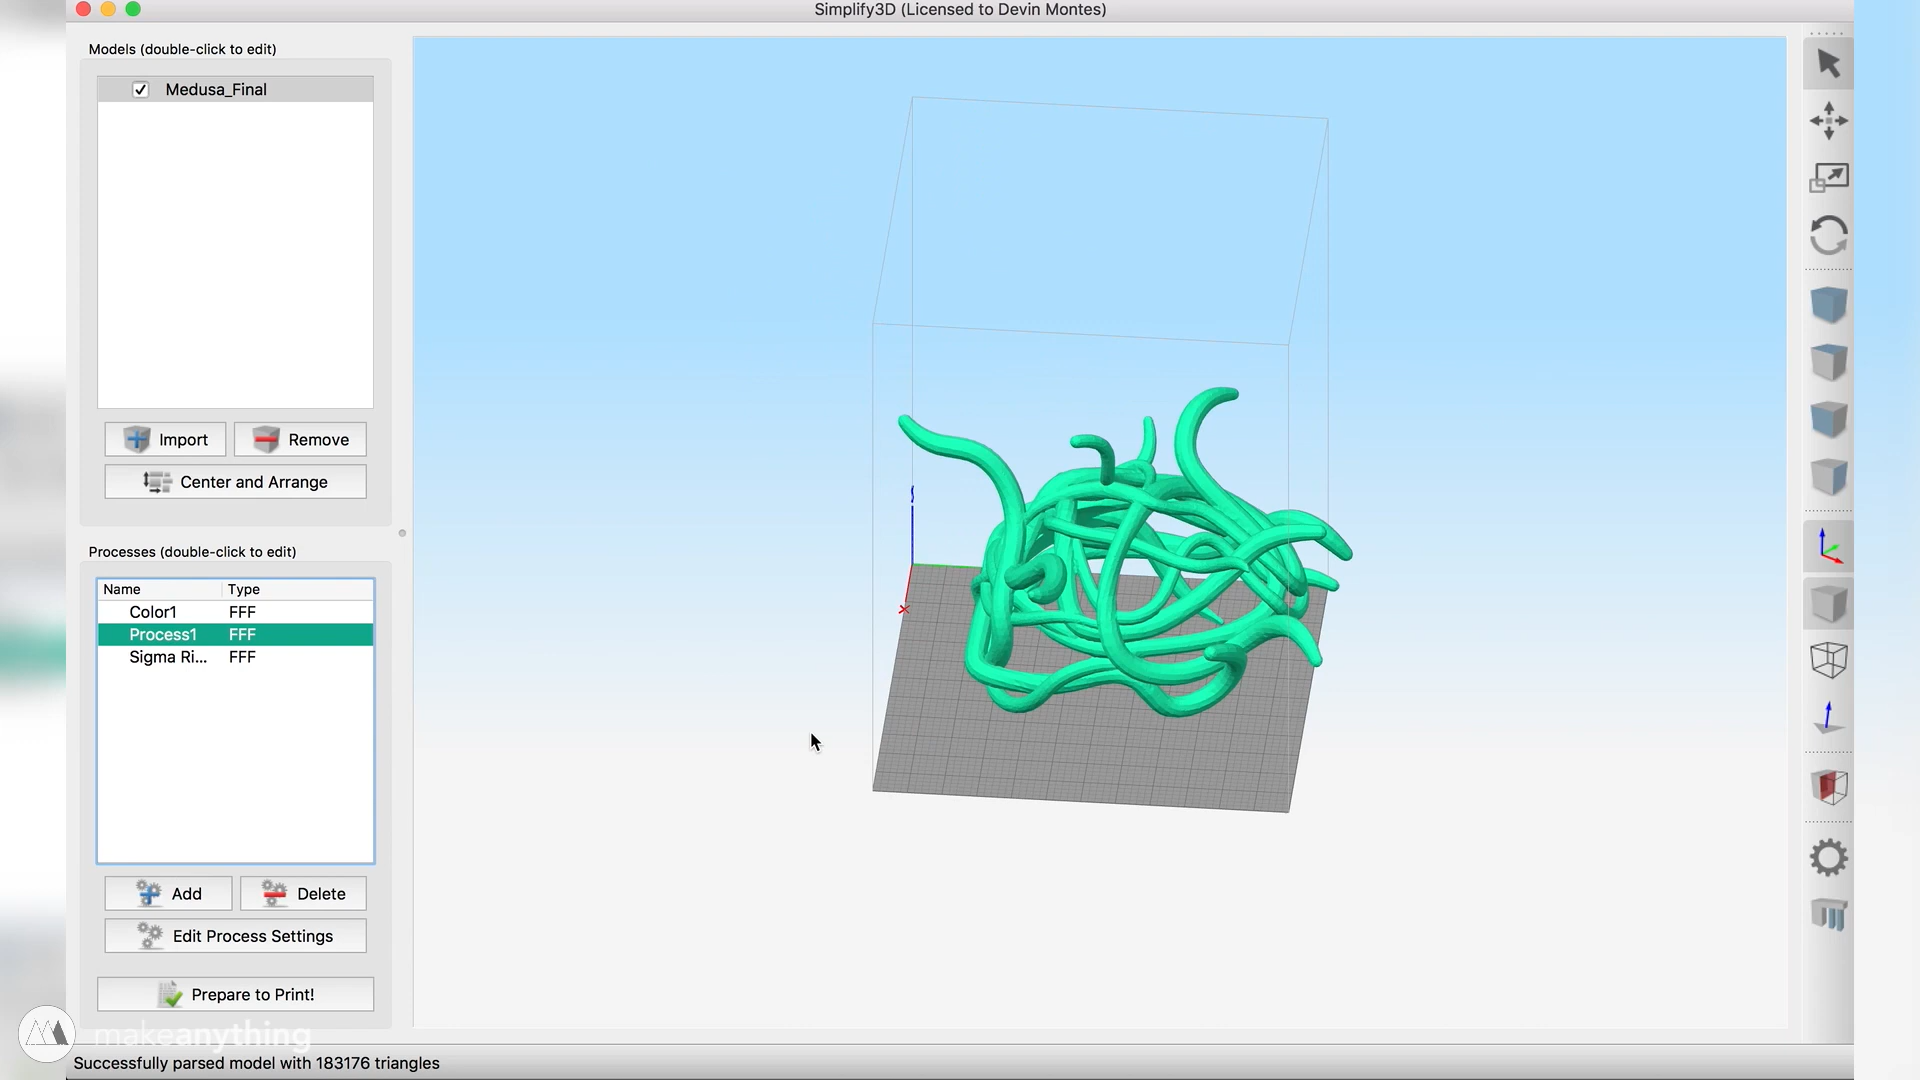 Simplify3D (Licensed to Devin Montes)
Models (double-click to edit)
Medusa_Final
Import
Remove
Center and Arrange
Processes (double-click to edit)
Name Type
Color1 FFF
Process1 FFF
Sigma Ri... FFF
Add
Delete
Edit Process Settings
Prepare to Print!
makeanything
Successfully parsed model with 183176 triangles